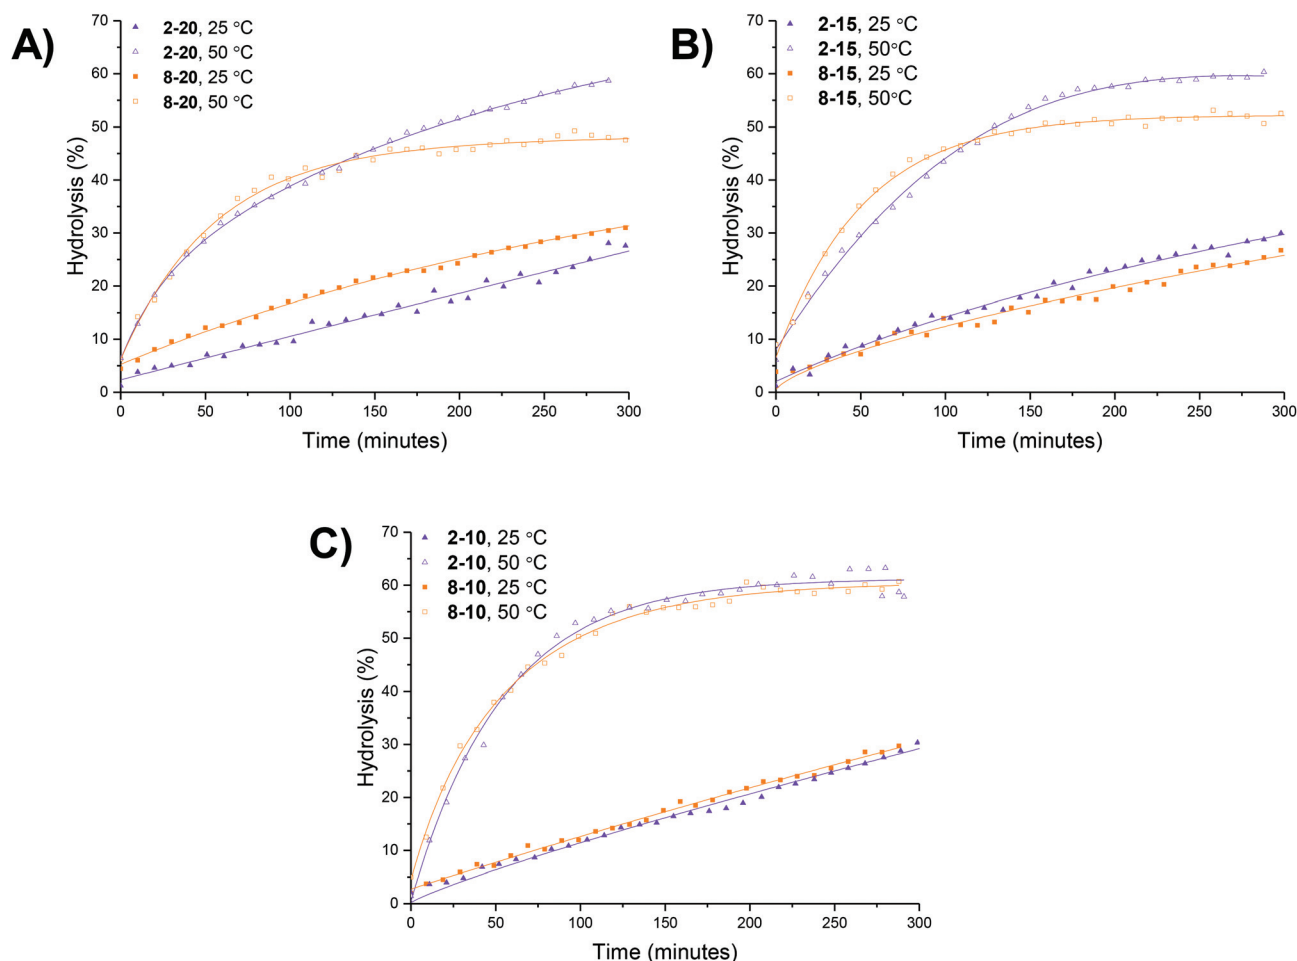 A)
2-20, 25 °C
2-20, 50 °C
8-20, 25 °C
8-20, 50 °C
Hydrolysis (%)
70
60
50
40
30
20
10
0
0 50 100 150 200 250 300
Time (minutes)
B)
2-15, 25 °C
2-15, 50°C
8-15, 25 °C
8-15, 50°C
Hydrolysis (%)
70
60
50
40
30
20
10
0
0 50 100 150 200 250 300
Time (minutes)
C)
2-10, 25 °C
2-10, 50 °C
8-10, 25 °C
8-10, 50 °C
Hydrolysis (%)
70
60
50
40
30
20
10
0
0 50 100 150 200 250 300
Time (minutes)